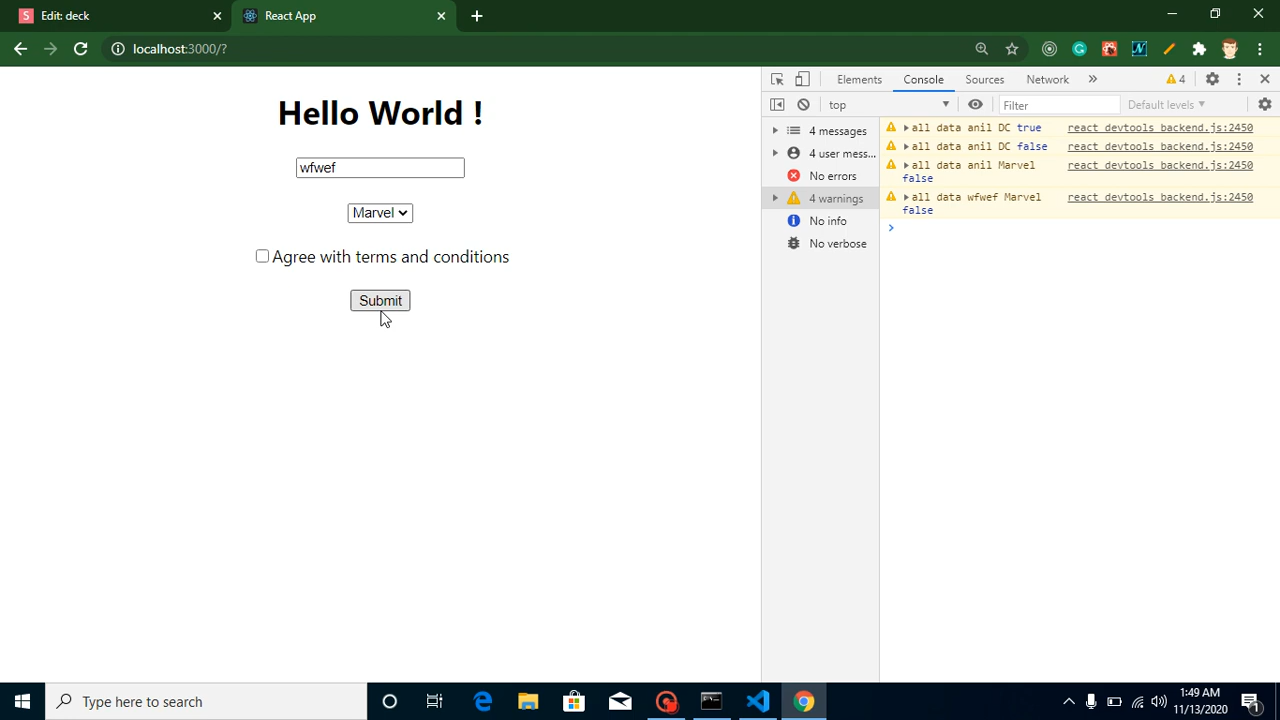 Edit: deck
React App
localhost:3000/?
Hello World !
wfwef
Marvel
Agree with terms and conditions
Submit
Elements Console Sources Network » 4
top Filter Default levels
4 messages
4 user mess...
No errors
4 warnings
No info
No verbose
all data anil DC true react_devtools_backend.js:2450
all data anil DC false react_devtools_backend.js:2450
all data anil Marvel react_devtools_backend.js:2450
false
all data wfwef Marvel react_devtools_backend.js:2450
false
Type here to search
1:49 AM
11/13/2020
1